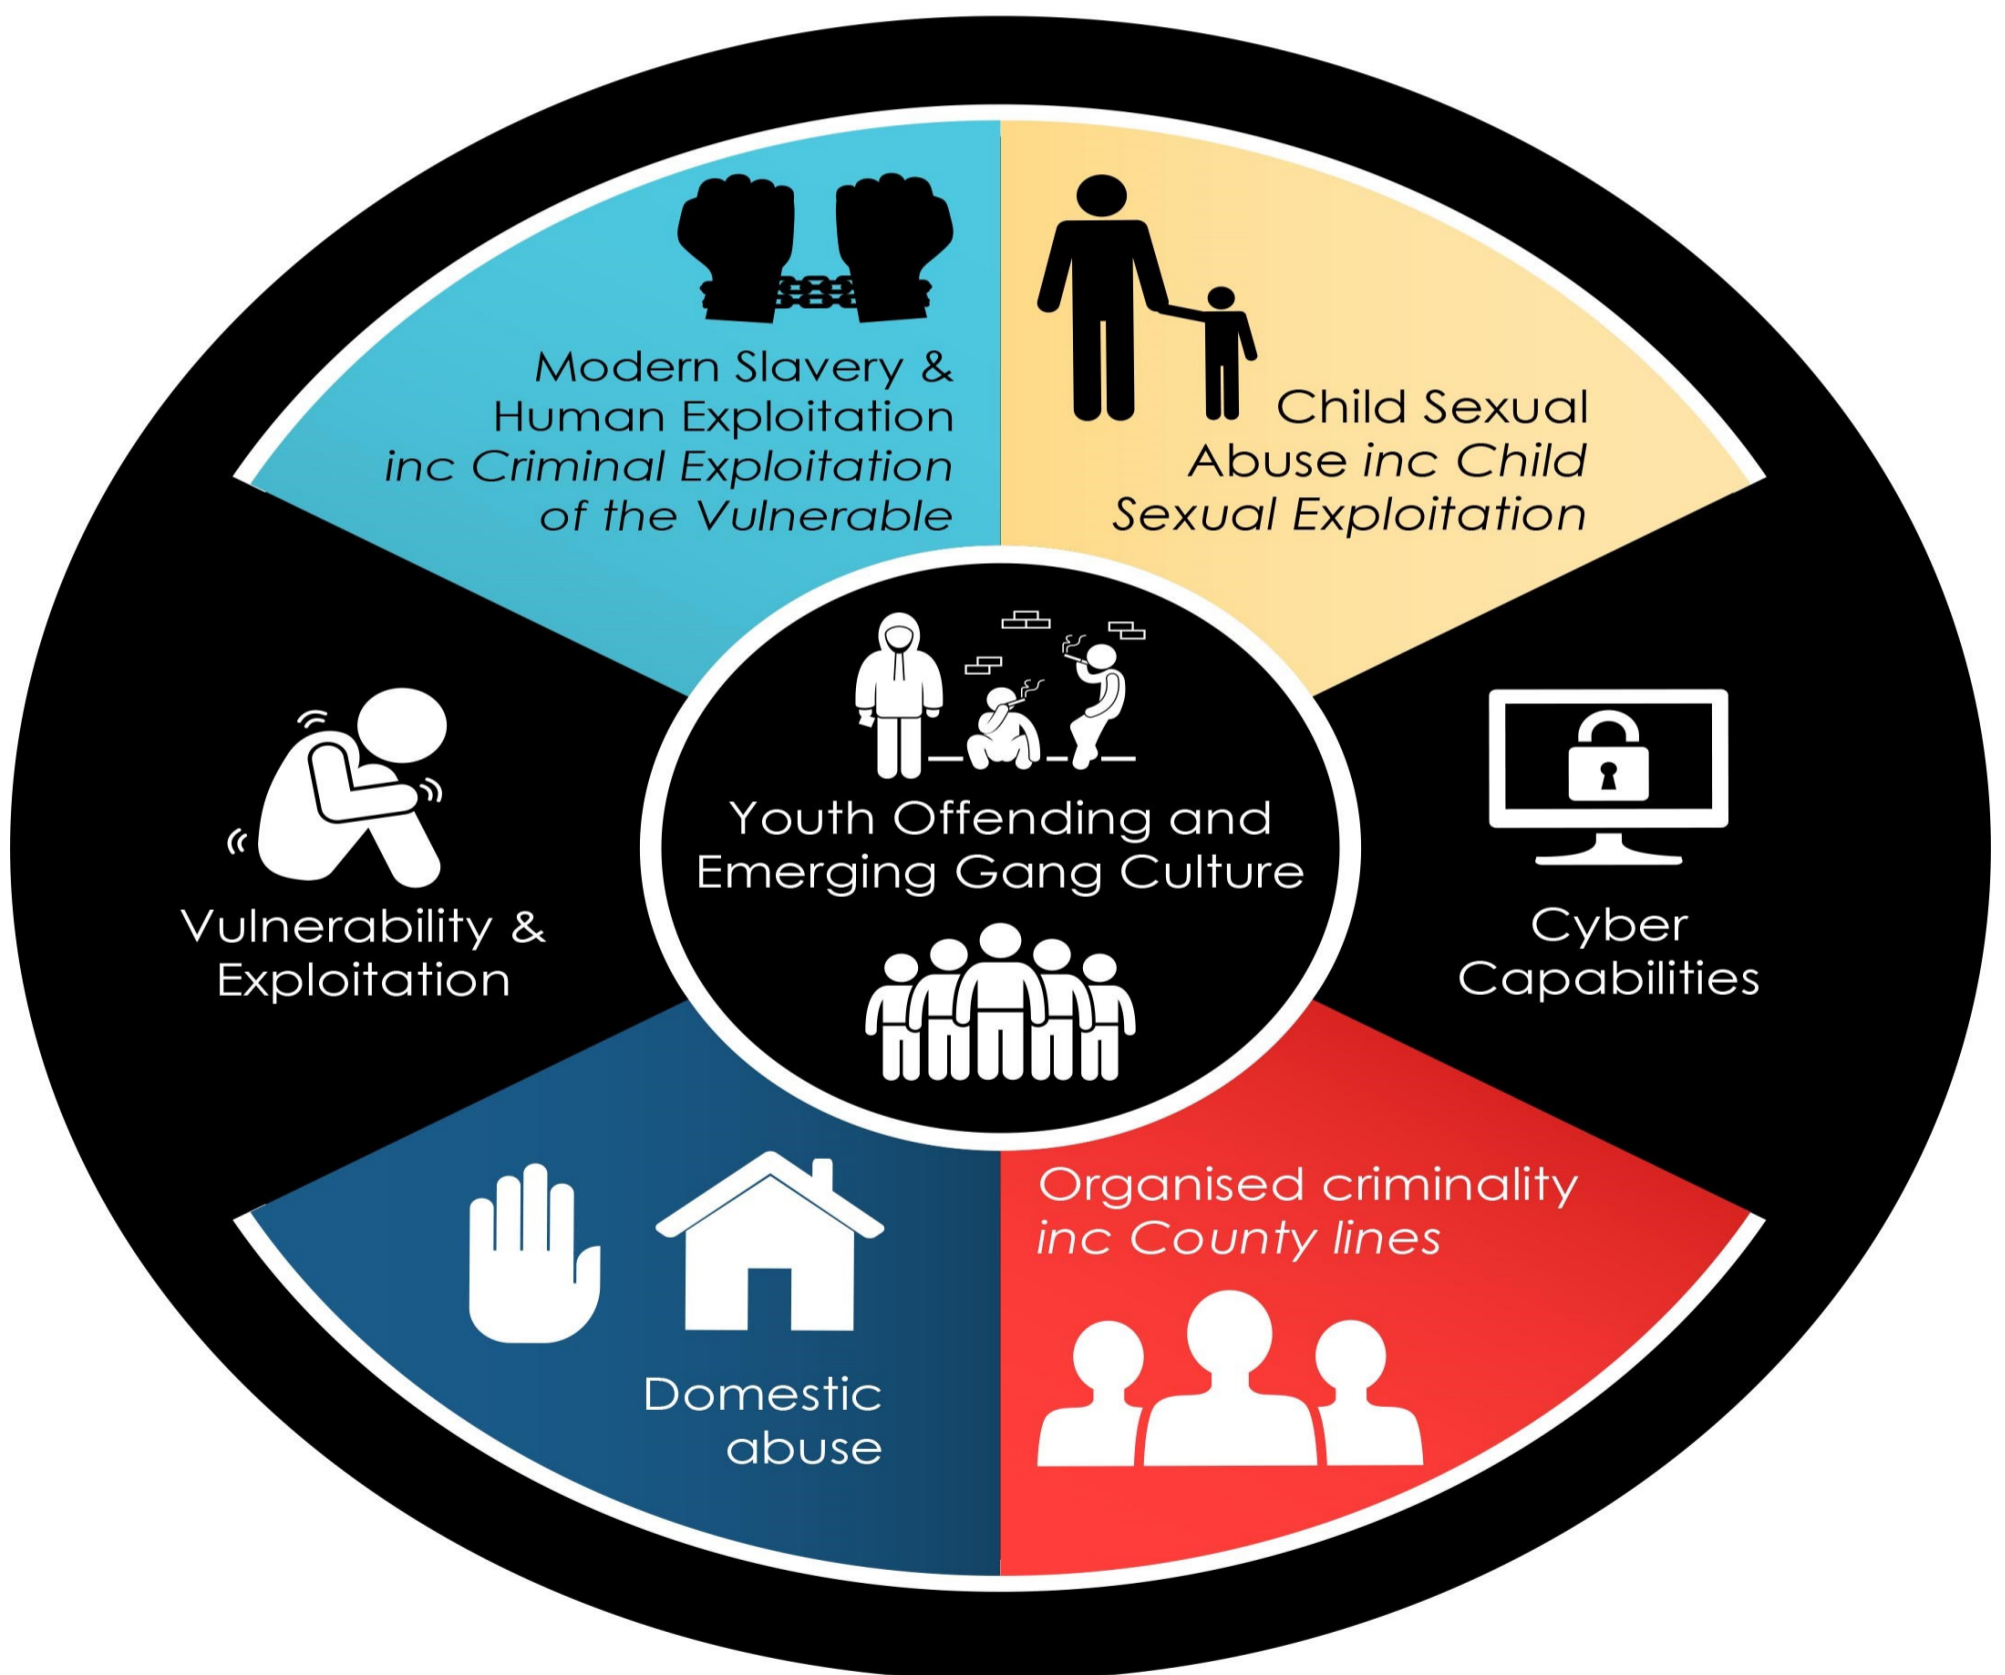 Modern Slavery &
Human Exploitation
inc Criminal Exploitation
of the Vulnerable
Child Sexual
Abuse inc Child
Sexual Exploitation
Vulnerability &
Exploitation
Youth Offending and
Emerging Gang Culture
Cyber
Capabilities
Domestic
abuse
Organised criminality
inc County lines